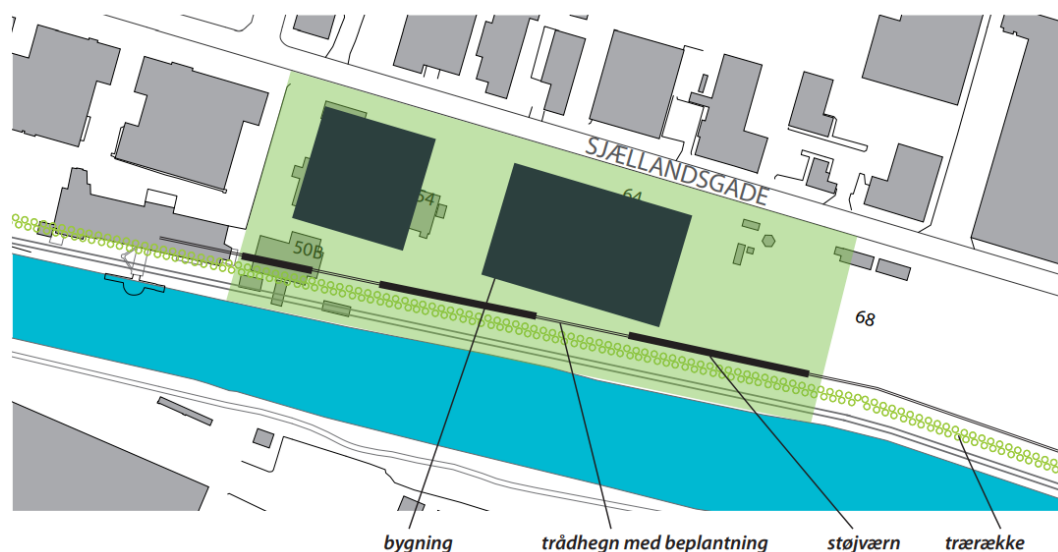 SJÆLLANDSGADE
54
64
50B
68
bygning
trådhegn med beplantning
støjværn
trærække